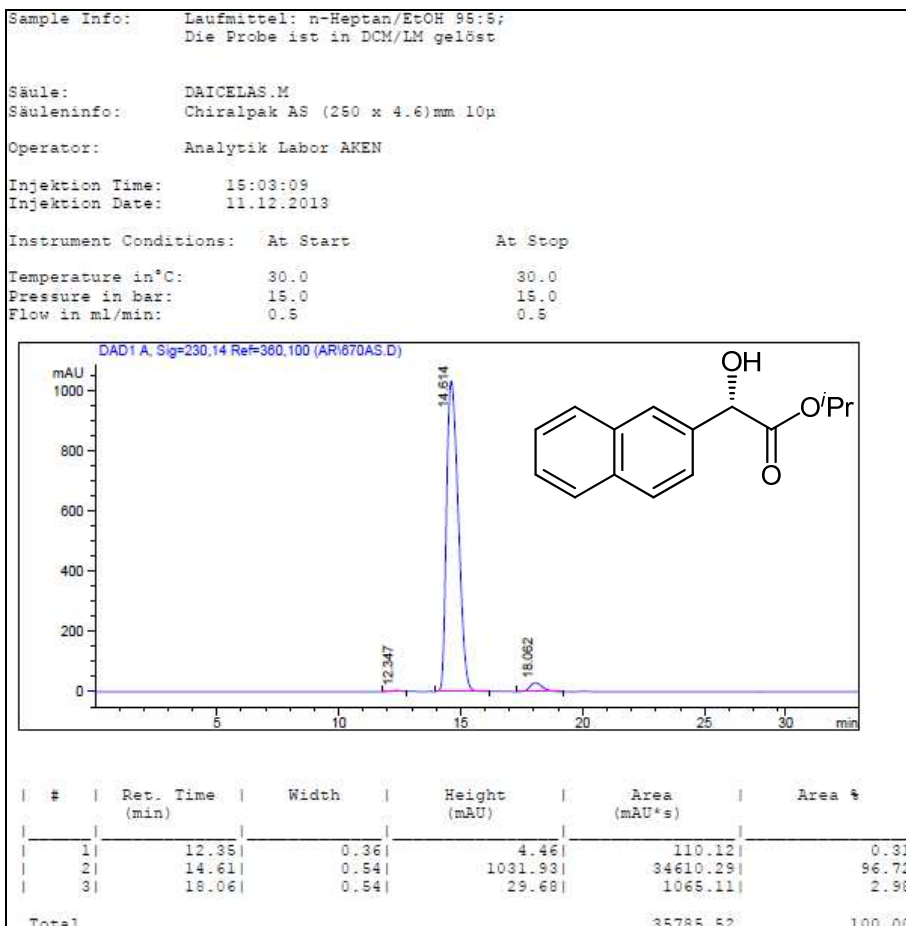 Sample Info: Laufmittel: n-Heptan/EtOH 95:5;
Die Probe ist in DCM/LM gelöst
Säule: DAICELAS.M
Säuleninfo: Chiralpak AS (250 x 4.6)mm 10µ
Operator: Analytik Labor AKEN
Injektion Time: 15:03:09
Injektion Date: 11.12.2013
Instrument Conditions: At Start At Stop
Temperature in°C: 30.0 30.0
Pressure in bar: 15.0 15.0
Flow in ml/min: 0.5 0.5
DAD1 A, Sig=230,14 Ref=360,100 (AR\670AS.D)
mAU
1000
800
600
400
200
0
12.347
14.614
18.062
OH
OiPr
O
5 10 15 20 25 30 min
| # | Ret. Time | Width | Height | Area | Area %
(min) (mAU) (mAU*s)
| 1| 12.35| 0.36| 4.46| 110.12| 0.31
| 2| 14.61| 0.54| 1031.93| 34610.29| 96.72
| 3| 18.06| 0.54| 29.68| 1065.11| 2.98
Total 35785.52 100.00